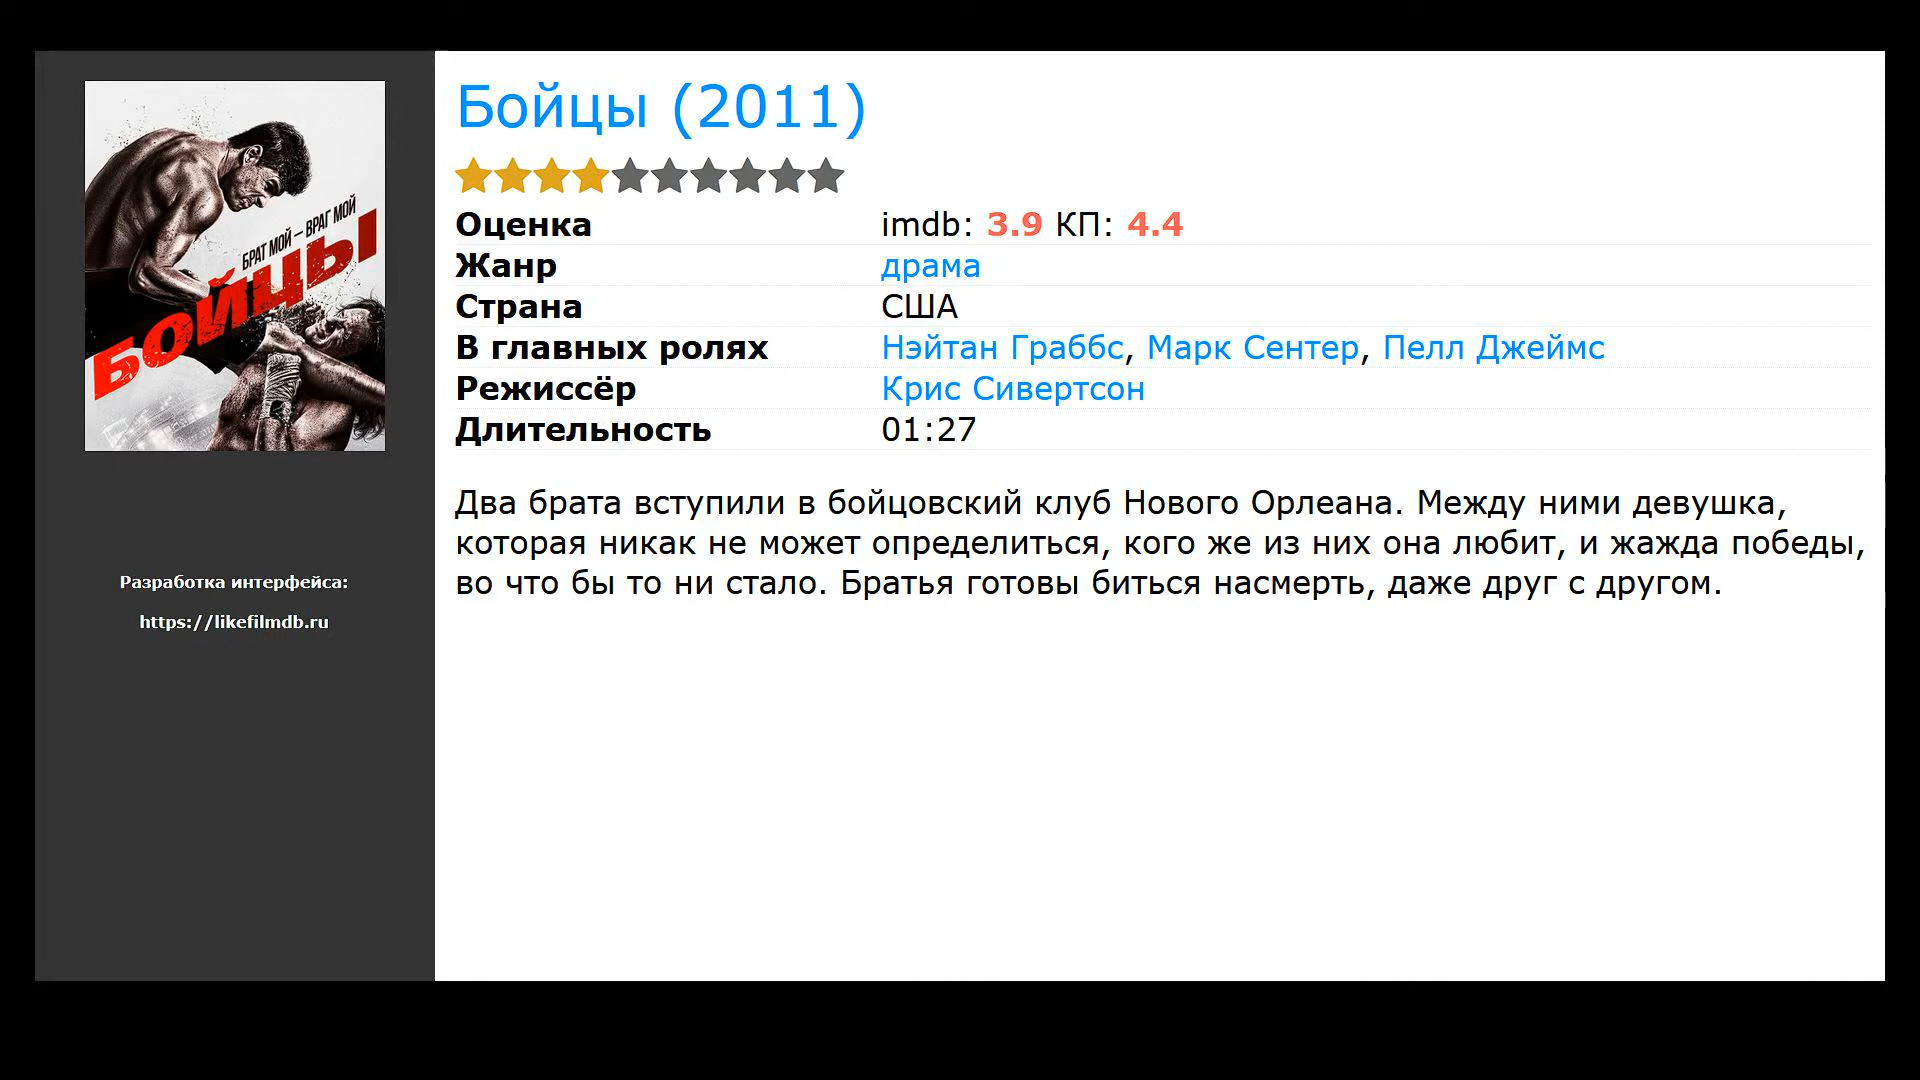 БРАТ МОЙ – ВРАГ МОЙ
БОЙЦЫ
Разработка интерфейса:
https://likefilmdb.ru
Бойцы (2011)
Оценка imdb: 3.9 КП: 4.4
Жанр драма
Страна США
В главных ролях Нэйтан Граббс, Марк Сентер, Пелл Джеймс
Режиссёр Крис Сивертсон
Длительность 01:27
Два брата вступили в бойцовский клуб Нового Орлеана. Между ними девушка,
которая никак не может определиться, кого же из них она любит, и жажда победы,
во что бы то ни стало. Братья готовы биться насмерть, даже друг с другом.